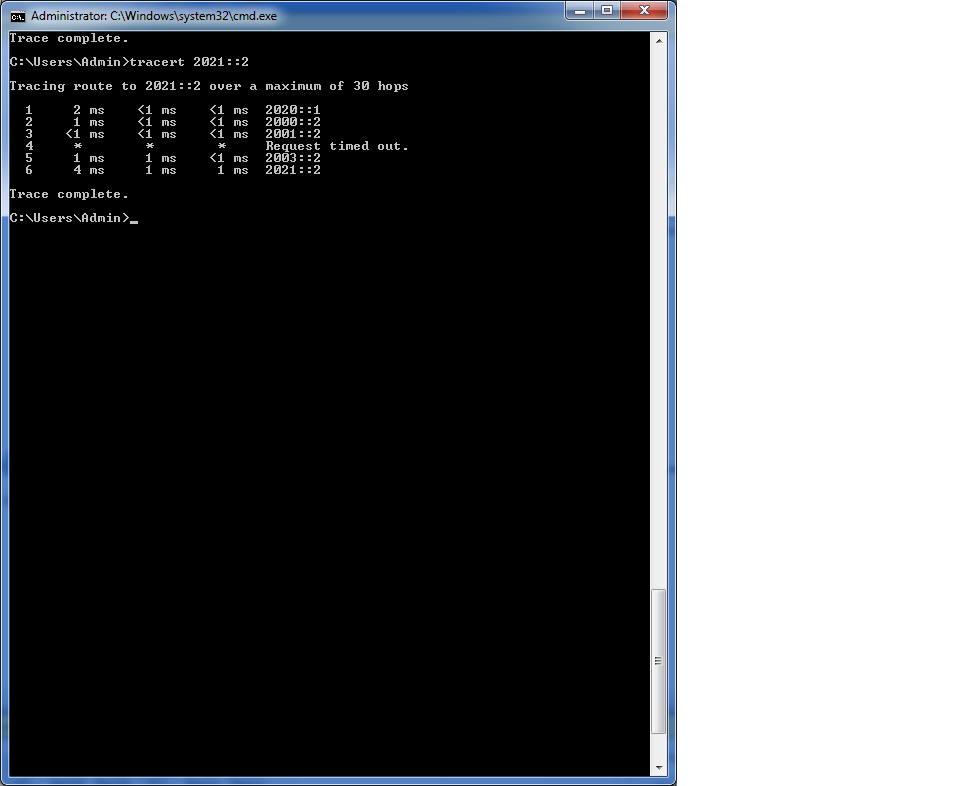 Administrator: C:\Windows\system32\cmd.exe
Trace complete.
C:\Users\Admin>tracert 2021::2
Tracing route to 2021::2 over a maximum of 30 hops
1 2 ms <1 ms <1 ms 2020::1
2 1 ms <1 ms <1 ms 2000::2
3 <1 ms <1 ms <1 ms 2001::2
4 * * * Request timed out.
5 1 ms 1 ms <1 ms 2003::2
6 4 ms 1 ms 1 ms 2021::2
Trace complete.
C:\Users\Admin>_